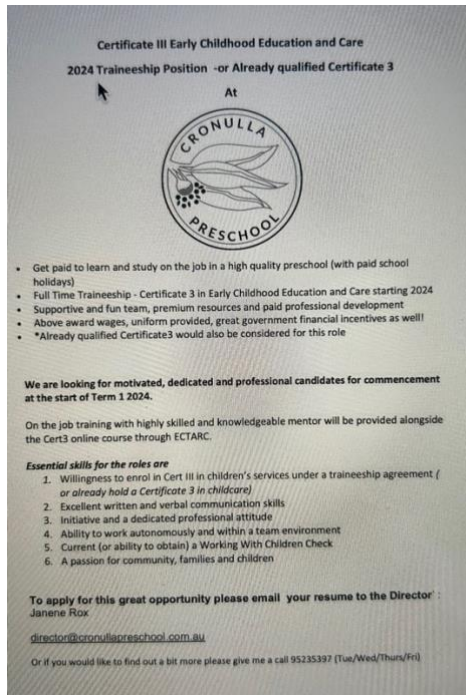 Certificate III Early Childhood Education and Care
2024 Traineeship Position -or Already qualified Certificate 3
At
CRONULLA
PRESCHOOL
• Get paid to learn and study on the job in a high quality preschool (with paid school
holidays)
• Full Time Traineeship - Certificate 3 in Early Childhood Education and Care starting 2024
• Supportive and fun team, premium resources and paid professional development
• Above award wages, uniform provided, great government financial incentives as well!
• *Already qualified Certificate3 would also be considered for this role
We are looking for motivated, dedicated and professional candidates for commencement
at the start of Term 1 2024.
On the job training with highly skilled and knowledgeable mentor will be provided alongside
the Cert3 online course through ECTARC.
Essential skills for the roles are
1. Willingness to enrol in Cert III in children's services under a traineeship agreement (
or already hold a Certificate 3 in childcare)
2. Excellent written and verbal communication skills
3. Initiative and a dedicated professional attitude
4. Ability to work autonomously and within a team environment
5. Current (or ability to obtain) a Working With Children Check
6. A passion for community, families and children
To apply for this great opportunity please email your resume to the Director :
Janene Rox
director@cronullapreschool.com.au
Or if you would like to find out a bit more please give me a call 95235397 (Tue/Wed/Thurs/Fri)